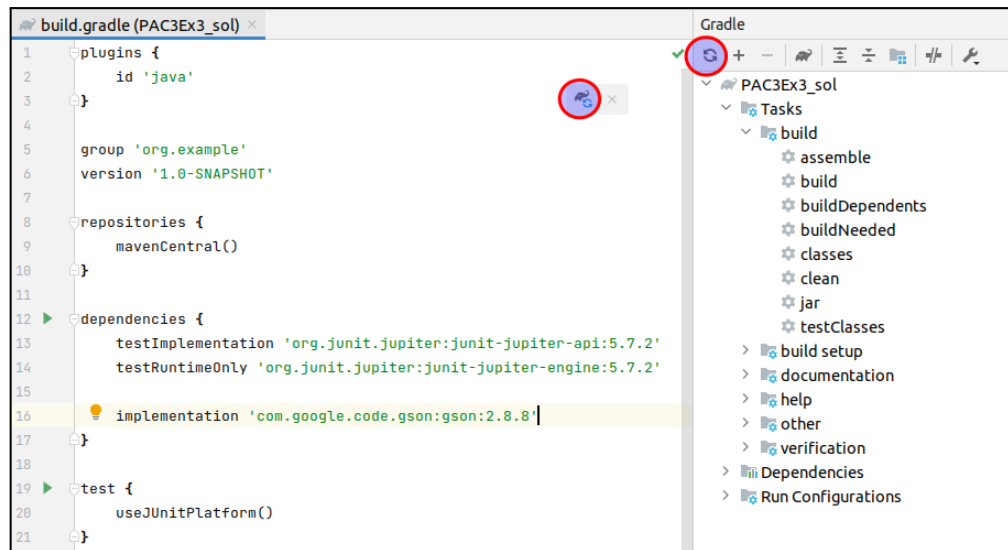 build.gradle (PAC3Ex3_sol)
1 plugins {
2 id 'java'
3 }
4
5 group 'org.example'
6 version '1.0-SNAPSHOT'
7
8 repositories {
9 mavenCentral()
10 }
11
12 dependencies {
13 testImplementation 'org.junit.jupiter:junit-jupiter-api:5.7.2'
14 testRuntimeOnly 'org.junit.jupiter:junit-jupiter-engine:5.7.2'
15
16 implementation 'com.google.code.gson:gson:2.8.8'
17 }
18
19 test {
20 useJUnitPlatform()
21 }
Gradle
PAC3Ex3_sol
Tasks
build
assemble
build
buildDependents
buildNeeded
classes
clean
jar
testClasses
build setup
documentation
help
other
verification
Dependencies
Run Configurations